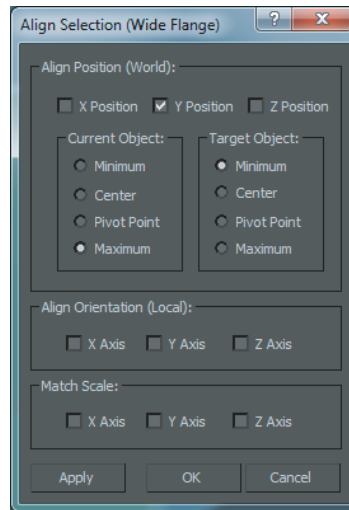 Align Selection (Wide Flange)
?
X
Align Position (World):
X Position Y Position Z Position
Current Object: Target Object:
Minimum Minimum
Center Center
Pivot Point Pivot Point
Maximum Maximum
Align Orientation (Local):
X Axis Y Axis Z Axis
Match Scale:
X Axis Y Axis Z Axis
Apply OK Cancel